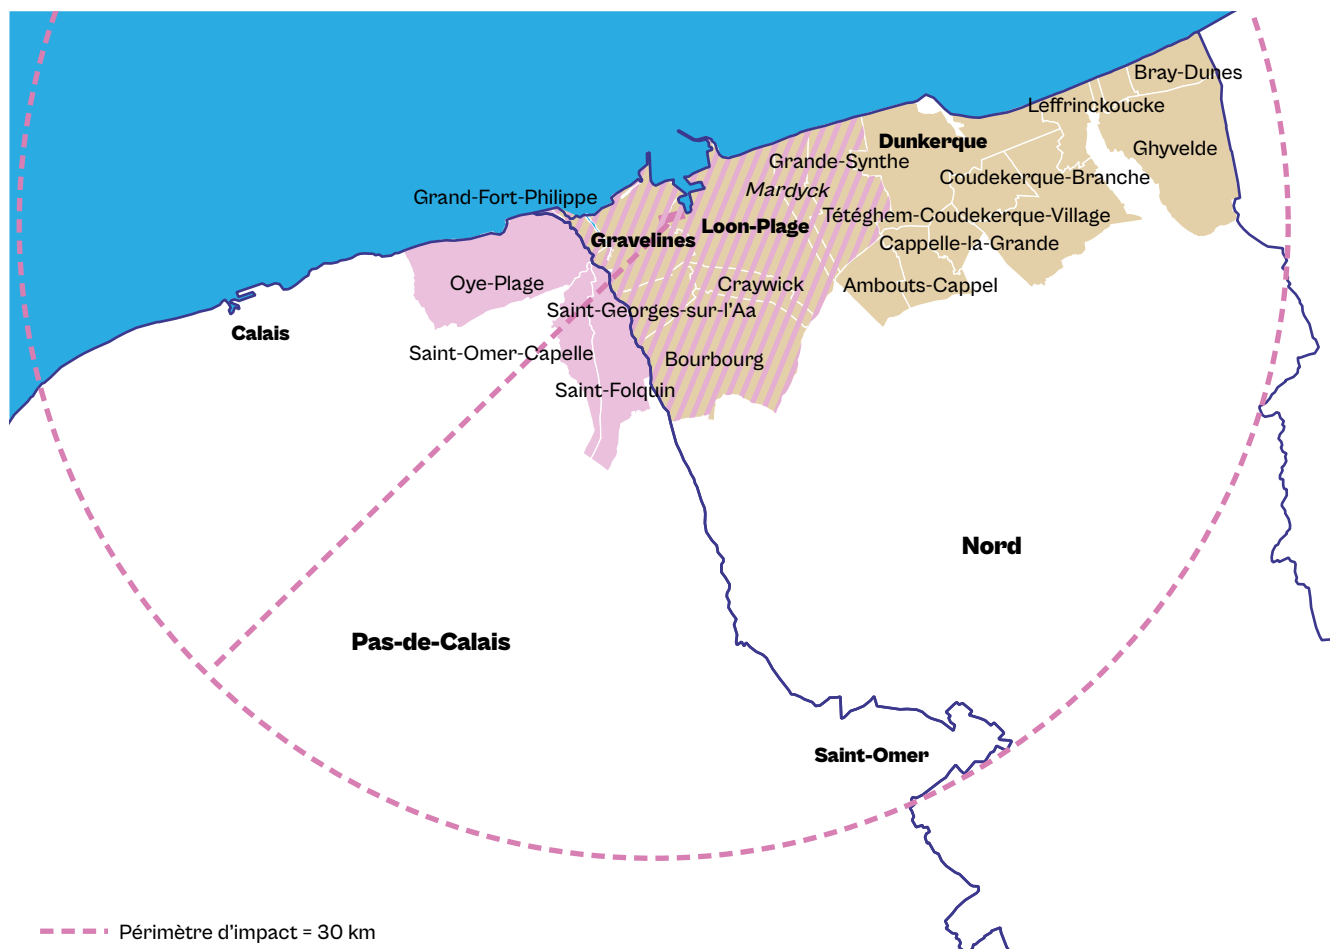 Bray-Dunes
Leffrinckoucke
Dunkerque
Ghyvelde
Grande-Synthe
Coudekerque-Branche
Mardyck
Grand-Fort-Philippe
Tétéghem-Coudekerque-Village
Loon-Plage
Gravelines
Cappelle-la-Grande
Oye-Plage
Craywick
Ambouts-Cappel
Saint-Georges-sur-l'Aa
Calais
Saint-Omer-Capelle
Bourbourg
Saint-Folquin
Nord
Pas-de-Calais
Saint-Omer
Périmètre d'impact = 30 km